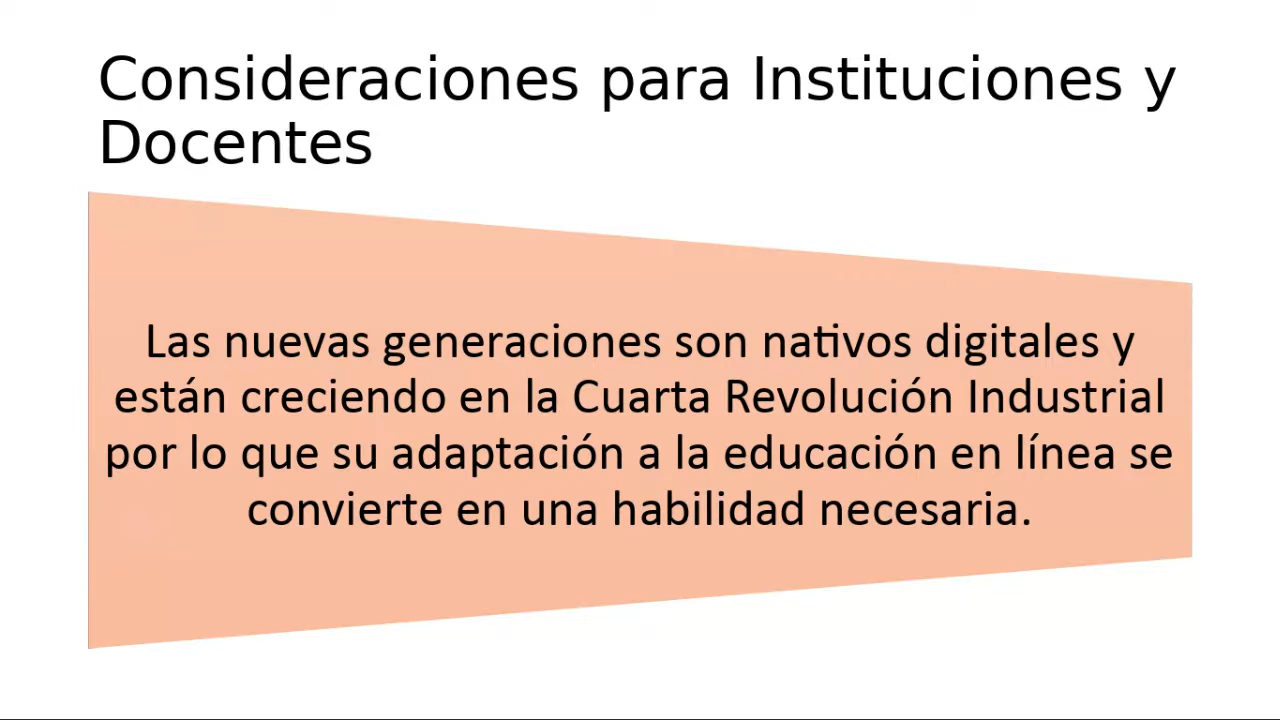 Consideraciones para Instituciones y
Docentes
Las nuevas generaciones son nativos digitales y
están creciendo en la Cuarta Revolución Industrial
por lo que su adaptación a la educación en línea se
convierte en una habilidad necesaria.